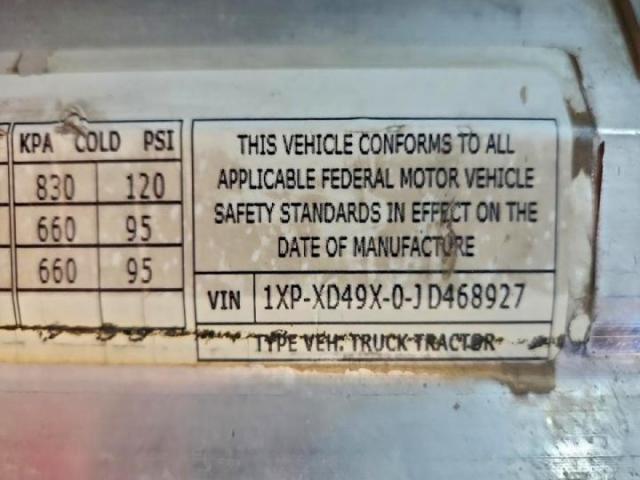 KPA COLD PSI
830 120
660 95
660 95
THIS VEHICLE CONFORMS TO ALL
APPLICABLE FEDERAL MOTOR VEHICLE
SAFETY STANDARDS IN EFFECT ON THE
DATE OF MANUFACTURE
VIN 1XP-XD49X-0-JD468927
TYPE VEH. TRUCK TRACTOR